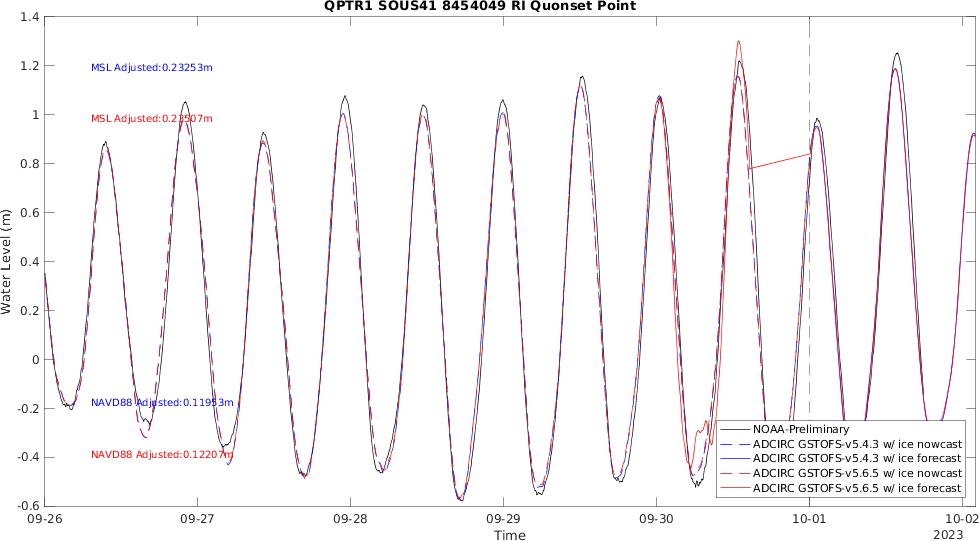 QPTR1 SOUS41 8454049 RI Quonset Point
1.4
1.2
1
0.8
0.6
0.4
0.2
0
-0.2
-0.4
-0.6
Water Level (m)
MSL Adjusted:0.23253m
MSL Adjusted:0.23507m
NAVD88 Adjusted:0.11953m
NAVD88 Adjusted:0.12207m
NOAA-Preliminary
ADCIRC GSTOFS-v5.4.3 w/ ice nowcast
ADCIRC GSTOFS-v5.4.3 w/ ice forecast
ADCIRC GSTOFS-v5.6.5 w/ ice nowcast
ADCIRC GSTOFS-v5.6.5 w/ ice forecast
09-26 09-27 09-28 09-29 09-30 10-01 10-02
Time
2023